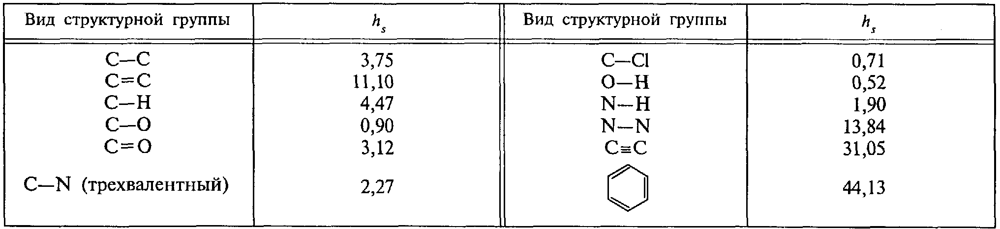 Вид структурной группы h_s Вид структурной группы h_s
C—C 3,75 C—Cl 0,71
C=C 11,10 O—H 0,52
C—H 4,47 N—H 1,90
C—O 0,90 N—N 13,84
C=O 3,12 C≡C 31,05
C—N (трехвалентный) 2,27 44,13